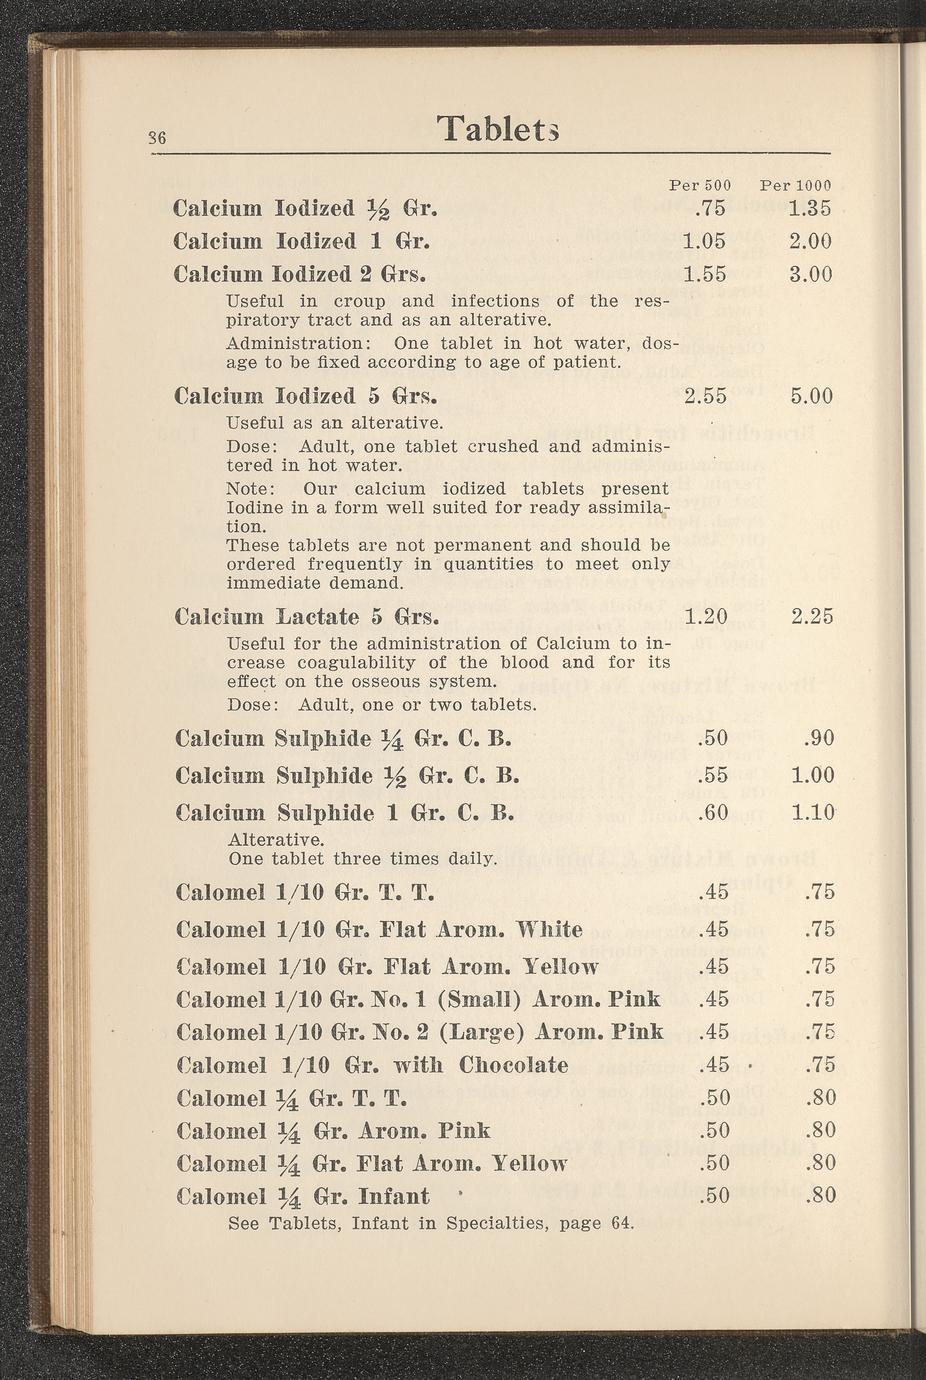 36
Tablets
Per 500 Per 1000
Calcium Iodized ½ Gr. .75 1.35
Calcium Iodized 1 Gr. 1.05 2.00
Calcium Iodized 2 Grs. 1.55 3.00
Useful in croup and infections of the res-
piratory tract and as an alterative.
Administration: One tablet in hot water, dos-
age to be fixed according to age of patient.
Calcium Iodized 5 Grs. 2.55 5.00
Useful as an alterative.
Dose: Adult, one tablet crushed and adminis-
tered in hot water.
Note: Our calcium iodized tablets present
Iodine in a form well suited for ready assimila-
tion.
These tablets are not permanent and should be
ordered frequently in quantities to meet only
immediate demand.
Calcium Lactate 5 Grs. 1.20 2.25
Useful for the administration of Calcium to in-
crease coagulability of the blood and for its
effect on the osseous system.
Dose: Adult, one or two tablets.
Calcium Sulphide ¼ Gr. C. B. .50 .90
Calcium Sulphide ½ Gr. C. B. .55 1.00
Calcium Sulphide 1 Gr. C. B. .60 1.10
Alterative.
One tablet three times daily.
Calomel 1/10 Gr. T. T. .45 .75
Calomel 1/10 Gr. Flat Arom. White .45 .75
Calomel 1/10 Gr. Flat Arom. Yellow .45 .75
Calomel 1/10 Gr. No. 1 (Small) Arom. Pink .45 .75
Calomel 1/10 Gr. No. 2 (Large) Arom. Pink .45 .75
Calomel 1/10 Gr. with Chocolate .45 .75
Calomel ¼ Gr. T. T. .50 .80
Calomel ¼ Gr. Arom. Pink .50 .80
Calomel ¼ Gr. Flat Arom. Yellow .50 .80
Calomel ¼ Gr. Infant .50 .80
See Tablets, Infant in Specialties, page 64.